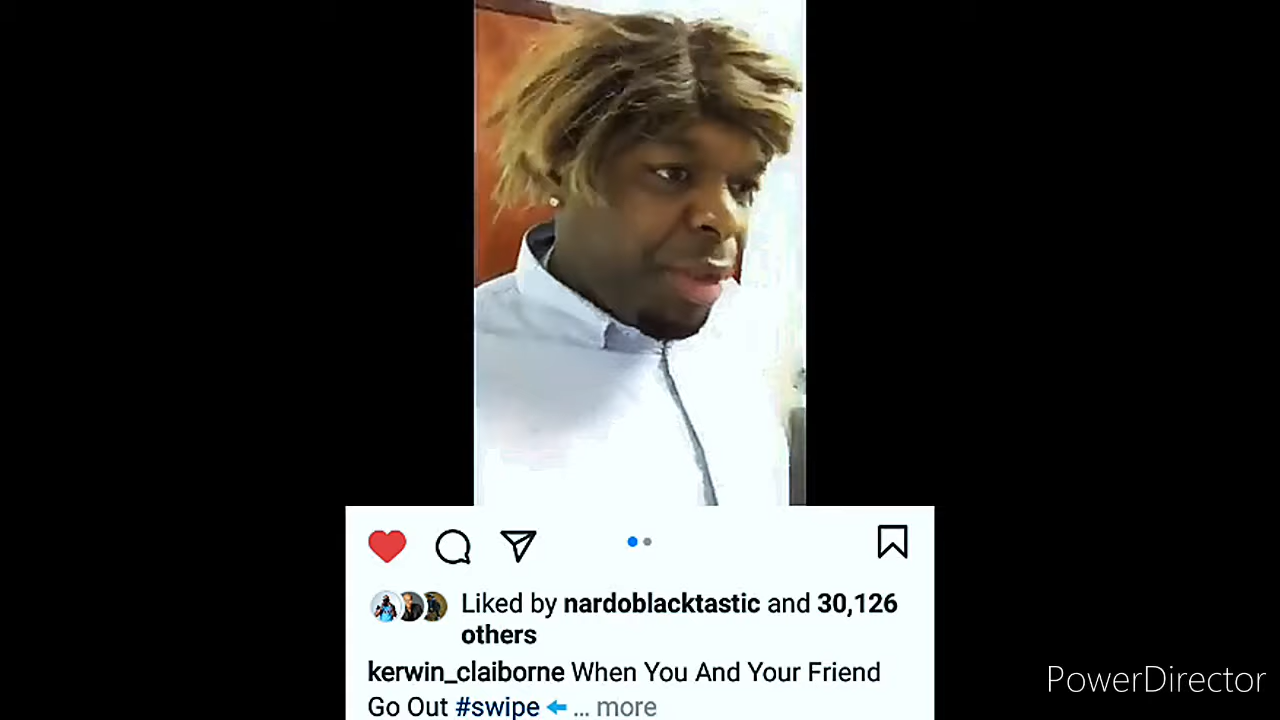 Liked by nardoblacktastic and 30,126
others
kerwin_claiborne When You And Your Friend
Go Out #swipe ... more
PowerDirector